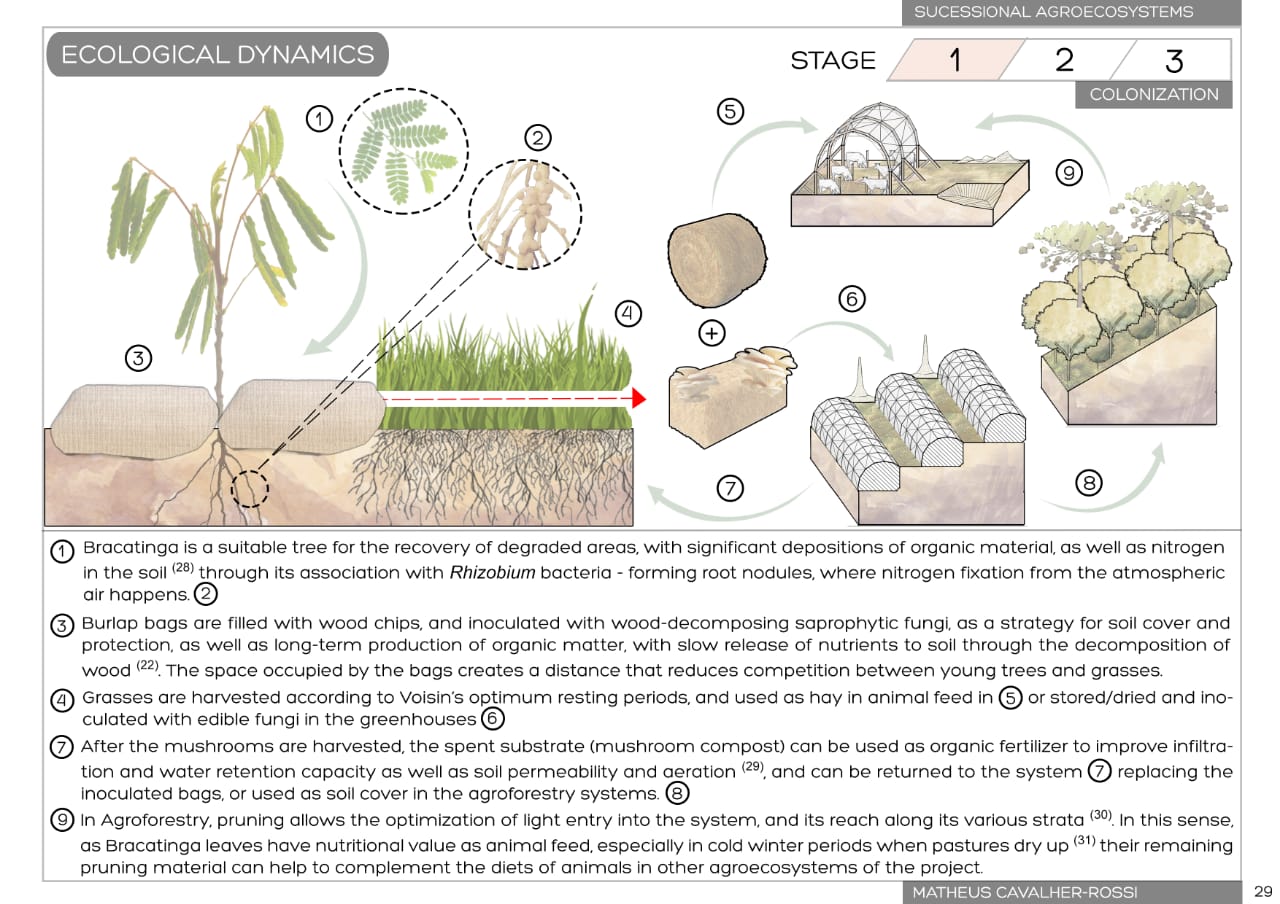 SUCESSIONAL AGROECOSYSTEMS
ECOLOGICAL DYNAMICS
STAGE 1 2 3
COLONIZATION
1
2
3
4
5
+
6
7
8
9
1 Bracatinga is a suitable tree for the recovery of degraded areas, with significant depositions of organic material, as well as nitrogen
in the soil (28) through its association with Rhizobium bacteria - forming root nodules, where nitrogen fixation from the atmospheric
air happens. 2
3 Burlap bags are filled with wood chips, and inoculated with wood-decomposing saprophytic fungi, as a strategy for soil cover and
protection, as well as long-term production of organic matter, with slow release of nutrients to soil through the decomposition of
wood (22). The space occupied by the bags creates a distance that reduces competition between young trees and grasses.
4 Grasses are harvested according to Voisin's optimum resting periods, and used as hay in animal feed in 5 or stored/dried and ino-
culated with edible fungi in the greenhouses 6
7 After the mushrooms are harvested, the spent substrate (mushroom compost) can be used as organic fertilizer to improve infiltra-
tion and water retention capacity as well as soil permeability and aeration (29), and can be returned to the system 7 replacing the
inoculated bags, or used as soil cover in the agroforestry systems. 8
9 In Agroforestry, pruning allows the optimization of light entry into the system, and its reach along its various strata (30). In this sense,
as Bracatinga leaves have nutritional value as animal feed, especially in cold winter periods when pastures dry up (31) their remaining
pruning material can help to complement the diets of animals in other agroecosystems of the project.
MATHEUS CAVALHER-ROSSI
29